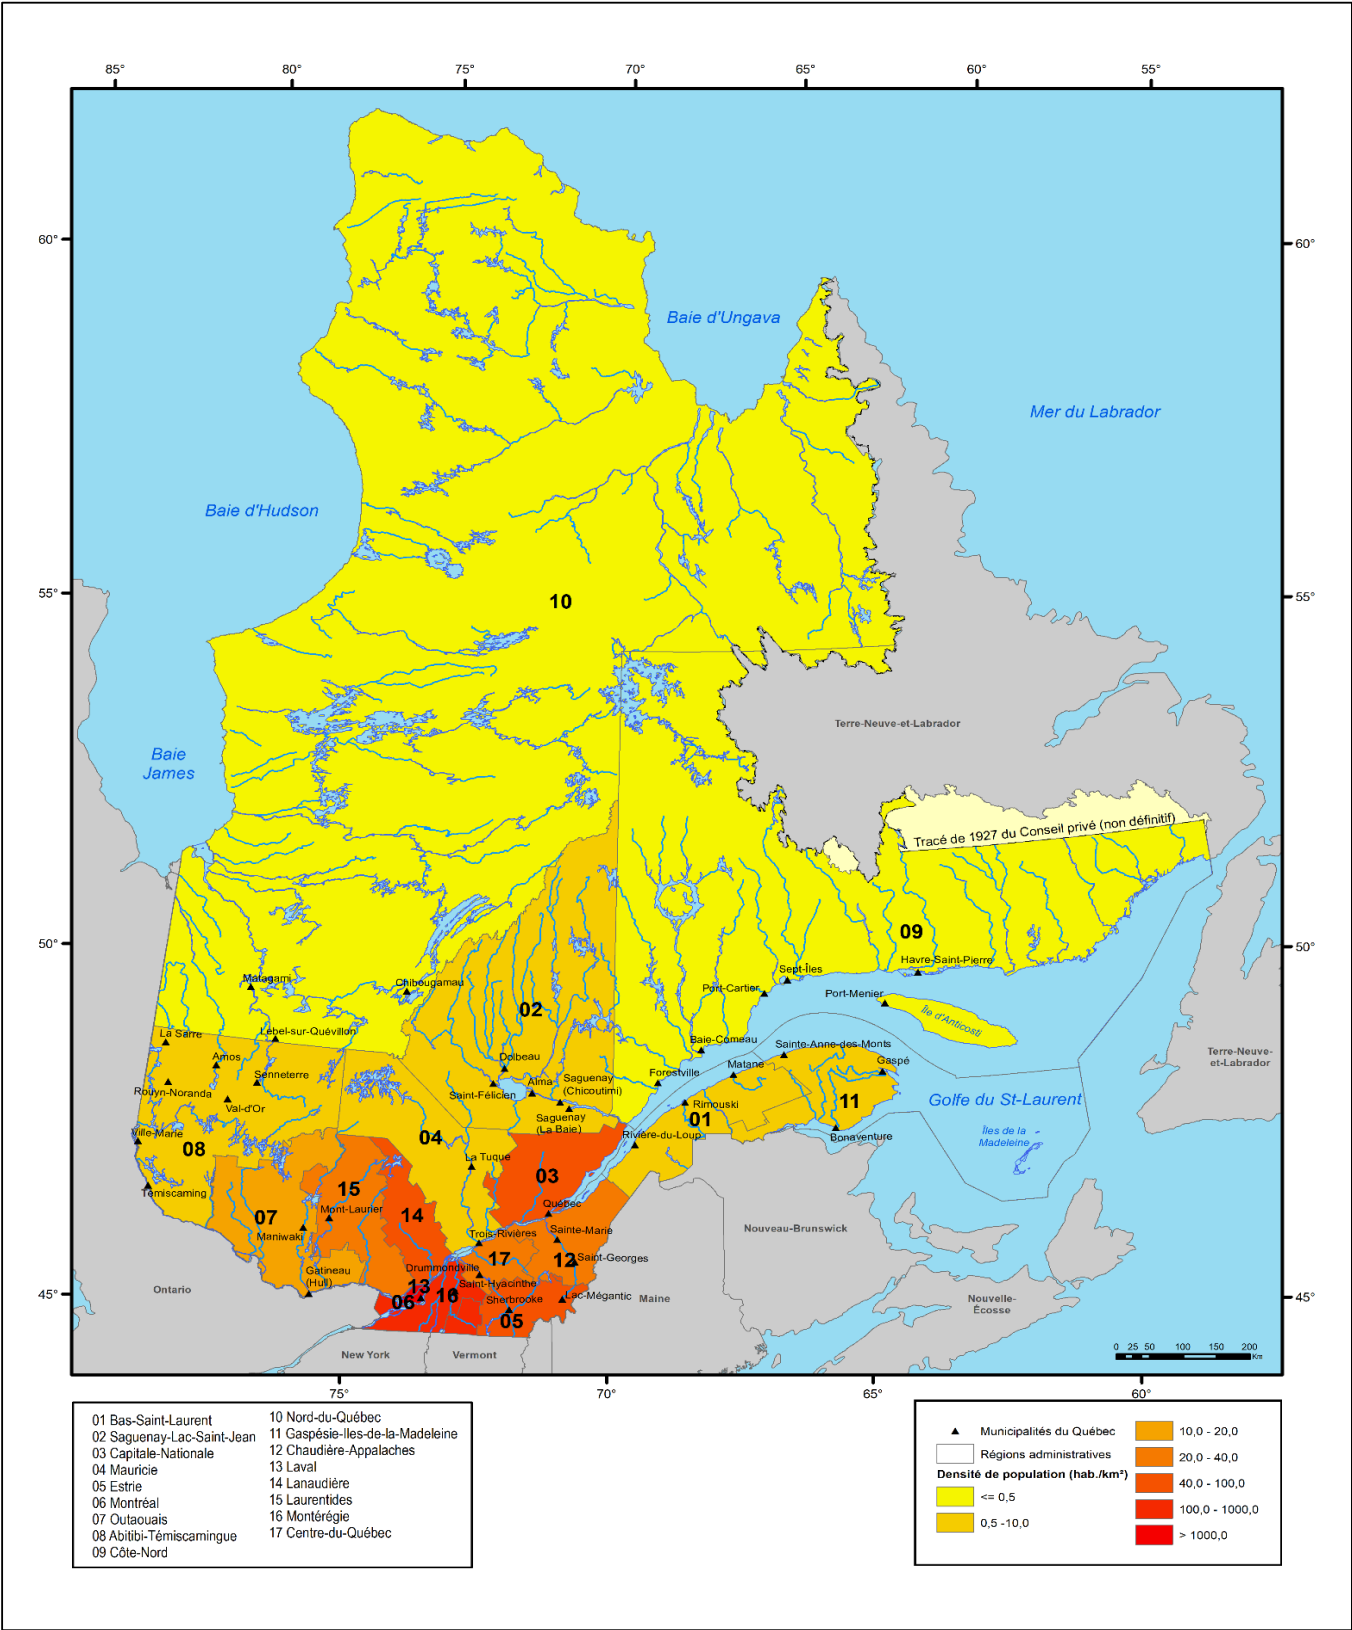 85° 80° 75° 70° 65° 60° 55°
60° 60°
Baie d'Ungava
Mer du Labrador
Baie d'Hudson
55° 10 55°
Terre-Neuve-et-Labrador
Baie
James
Tracé de 1927 du Conseil privé (non définitif)
50° 09 50°
Havre-Saint-Pierre
Sept-Îles
Matagami
Chibougamau
Port-Cartier
Port-Menier
02
Île d'Anticosti
La Sarre
Lebel-sur-Quévillon
Baie-Comeau
Sainte-Anne-des-Monts
Amos
Dolbeau
Matane
Gaspé
Terre-Neuve-
et-Labrador
Senneterre
Forestville
Rouyn-Noranda
Saint-Félicien
Alma
Saguenay
(Chicoutimi)
Val-d'Or
Saguenay
(La Baie)
Rimouski
01
11
Golfe du St-Laurent
Ville-Marie
04
Rivière-du-Loup
Bonaventure
Îles de la
Madeleine
08
La Tuque
03
Témiscaming
15
Mont-Laurier
14
Québec
07
Maniwaki
Trois-Rivières
Sainte-Marie
Nouveau-Brunswick
17
12
Saint-Georges
Gatineau
(Hull)
Drummondville
13
Saint-Hyacinthe
Ontario
45° 06 16
Sherbrooke
Lac-Mégantic
Maine
Nouvelle-
Écosse
45°
05
New York
Vermont
0 25 50 100 150 200
Km
75° 70° 65° 60°
01 Bas-Saint-Laurent
02 Saguenay-Lac-Saint-Jean
03 Capitale-Nationale
04 Mauricie
05 Estrie
06 Montréal
07 Outaouais
08 Abitibi-Témiscamingue
09 Côte-Nord
10 Nord-du-Québec
11 Gaspésie-Iles-de-la-Madeleine
12 Chaudière-Appalaches
13 Laval
14 Lanaudière
15 Laurentides
16 Montérégie
17 Centre-du-Québec
Municipalités du Québec
Régions administratives
Densité de population (hab./km²)
<= 0,5
0,5 -10,0
10,0 - 20,0
20,0 - 40,0
40,0 - 100,0
100,0 - 1000,0
> 1000,0